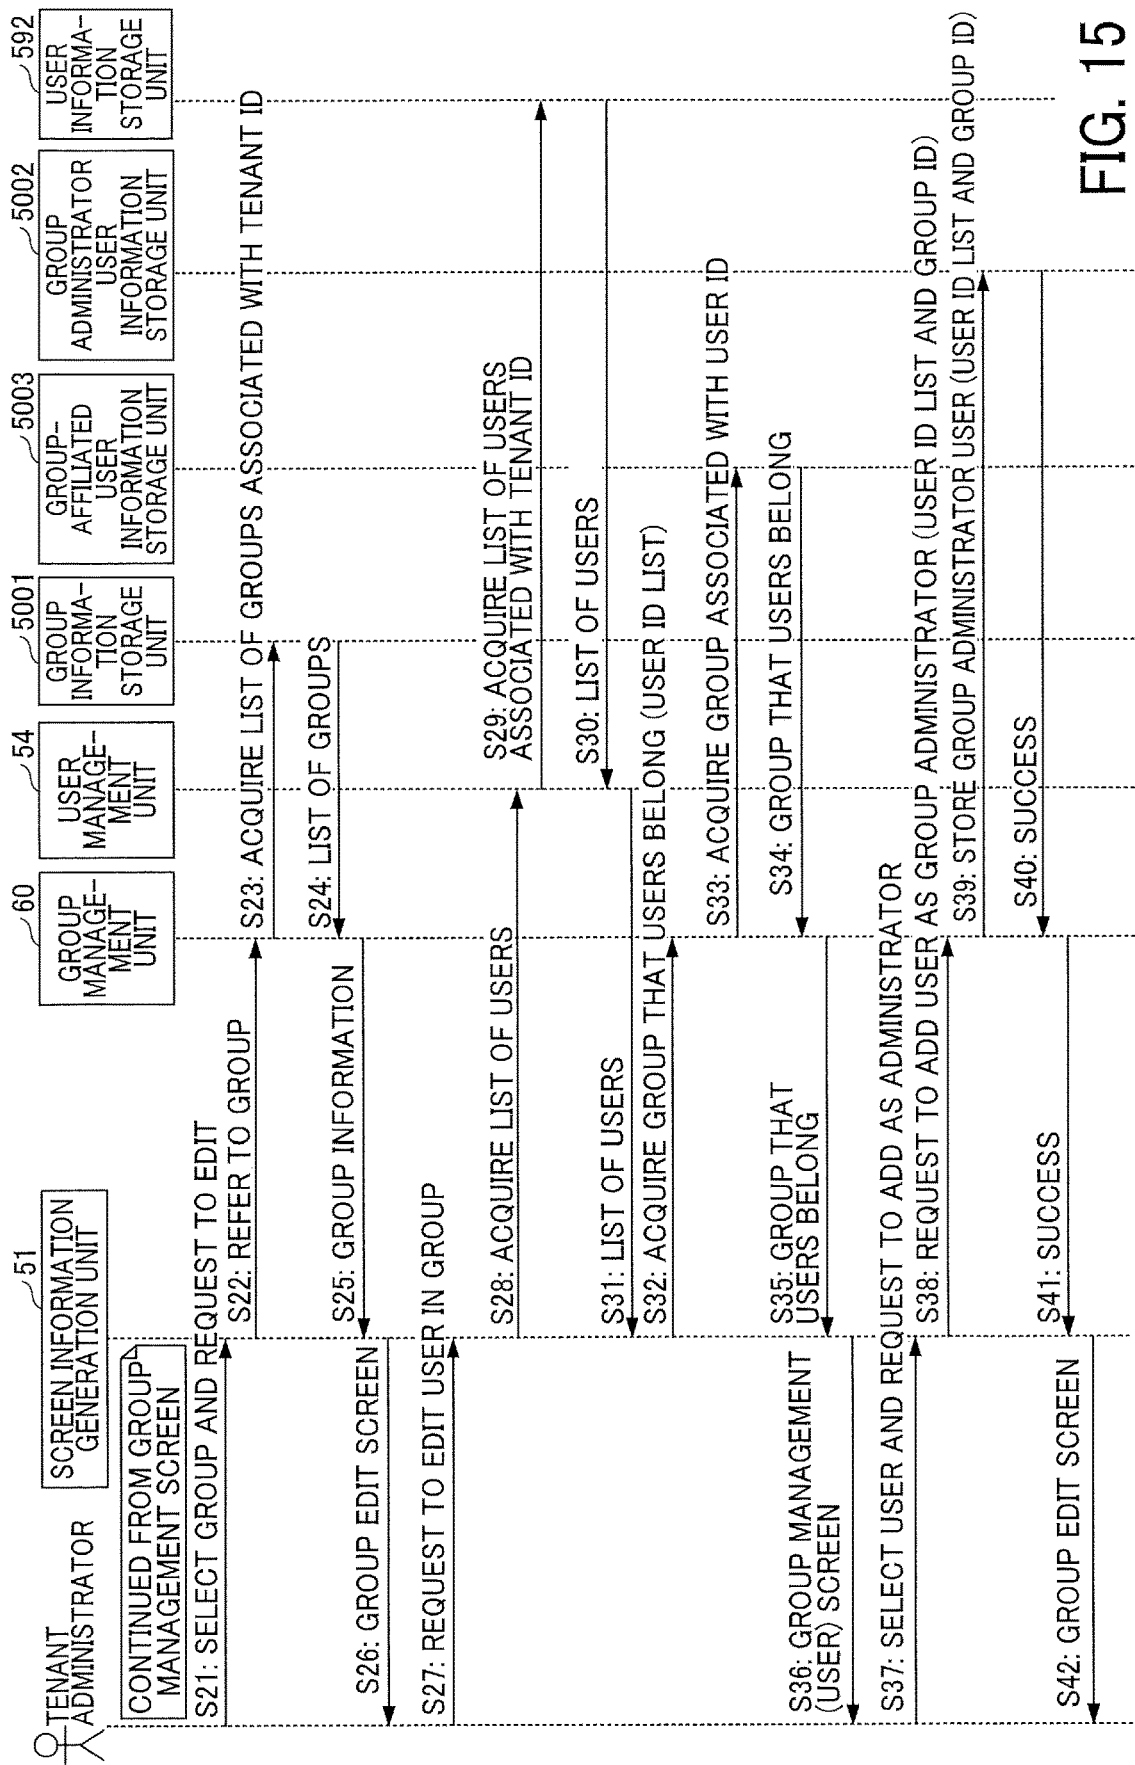 TENANT
ADMINISTRATOR
51
SCREEN INFORMATION
GENERATION UNIT
60
GROUP
MANAGE-
MENT
UNIT
54
USER
MANAGE-
MENT
UNIT
5001
GROUP
INFORMA-
TION
STORAGE
UNIT
5003
GROUP-
AFFILIATED
USER
INFORMATION
STORAGE UNIT
5002
GROUP
ADMINISTRATOR
USER
INFORMATION
STORAGE UNIT
592
USER
INFORMA-
TION
STORAGE
UNIT
CONTINUED FROM GROUP
MANAGEMENT SCREEN
S21: SELECT GROUP AND REQUEST TO EDIT
S22: REFER TO GROUP
S23: ACQUIRE LIST OF GROUPS ASSOCIATED WITH TENANT ID
S24: LIST OF GROUPS
S25: GROUP INFORMATION
S26: GROUP EDIT SCREEN
S27: REQUEST TO EDIT USER IN GROUP
S28: ACQUIRE LIST OF USERS
S29: ACQUIRE LIST OF USERS
ASSOCIATED WITH TENANT ID
S30: LIST OF USERS
S31: LIST OF USERS
S32: ACQUIRE GROUP THAT USERS BELONG (USER ID LIST)
S33: ACQUIRE GROUP ASSOCIATED WITH USER ID
S34: GROUP THAT USERS BELONG
S35: GROUP THAT
USERS BELONG
S36: GROUP MANAGEMENT
(USER) SCREEN
S37: SELECT USER AND REQUEST TO ADD AS ADMINISTRATOR
S38: REQUEST TO ADD USER AS GROUP ADMINISTRATOR (USER ID LIST AND GROUP ID)
S39: STORE GROUP ADMINISTRATOR USER (USER ID LIST AND GROUP ID)
S40: SUCCESS
S41: SUCCESS
S42: GROUP EDIT SCREEN
FIG. 15